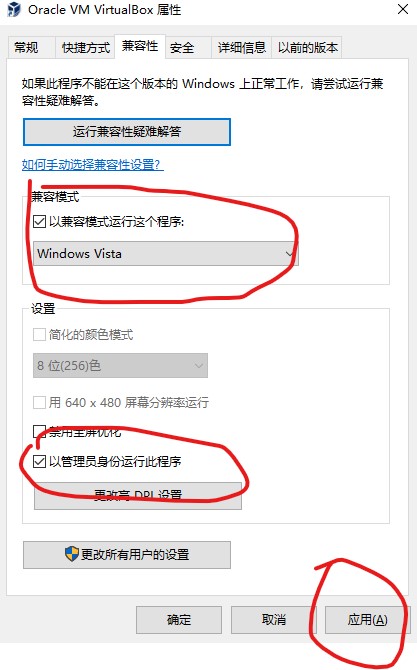 Oracle VM VirtualBox 属性
常规 快捷方式 兼容性 安全 详细信息 以前的版本
如果此程序不能在这个版本的 Windows 上正常工作，请尝试运行兼
容性疑难解答。
运行兼容性疑难解答
如何手动选择兼容性设置?
兼容模式
以兼容模式运行这个程序:
Windows Vista
设置
简化的颜色模式
8 位(256)色
用 640 x 480 屏幕分辨率运行
禁用全屏优化
以管理员身份运行此程序
更改高 DPI 设置
更改所有用户的设置
确定 取消 应用(A)